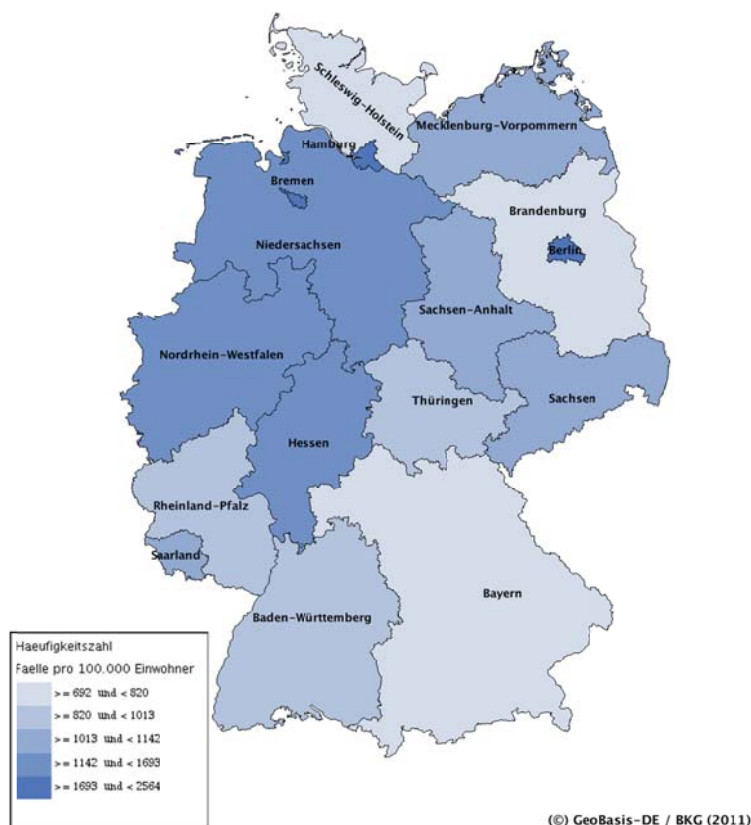 Schleswig-Holstein
Mecklenburg-Vorpommern
Hamburg
Bremen
Brandenburg
Niedersachsen
Berlin
Sachsen-Anhalt
Nordrhein-Westfalen
Thüringen
Sachsen
Hessen
Rheinland-Pfalz
Saarland
Bayern
Baden-Württemberg
Haeufigkeitszahl
Faelle pro 100.000 Einwohner
>= 692 und < 820
>= 820 und < 1013
>= 1013 und < 1142
>= 1142 und < 1693
>= 1693 und < 2564
(©) GeoBasis-DE / BKG (2011)